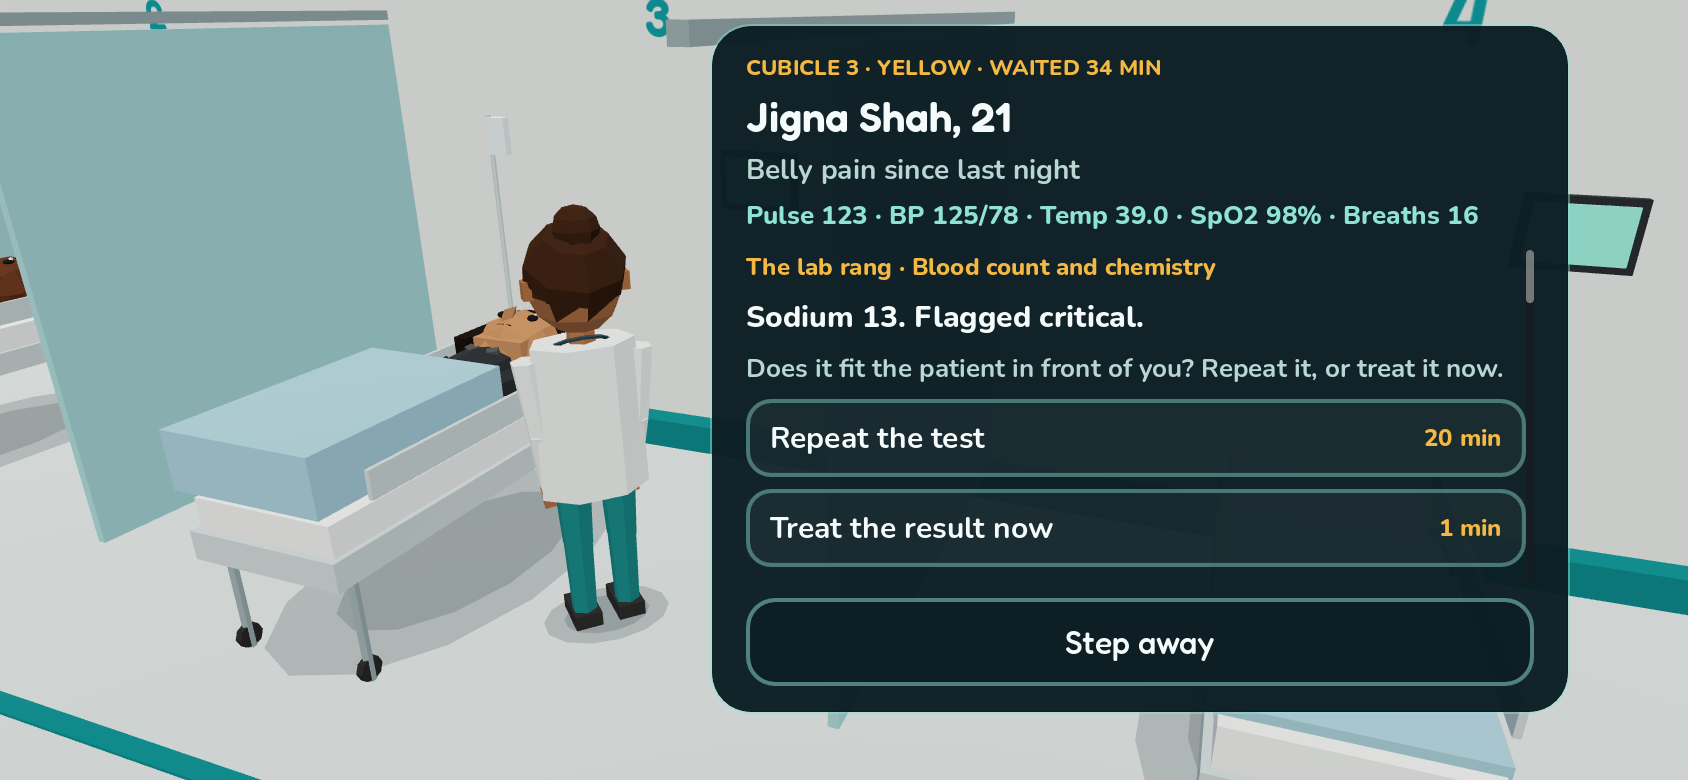 2
3
4
CUBICLE 3 · YELLOW · WAITED 34 MIN
Jigna Shah, 21
Belly pain since last night
Pulse 123 · BP 125/78 · Temp 39.0 · SpO2 98% · Breaths 16
The lab rang · Blood count and chemistry
Sodium 13. Flagged critical.
Does it fit the patient in front of you? Repeat it, or treat it now.
Repeat the test 20 min
Treat the result now 1 min
Step away